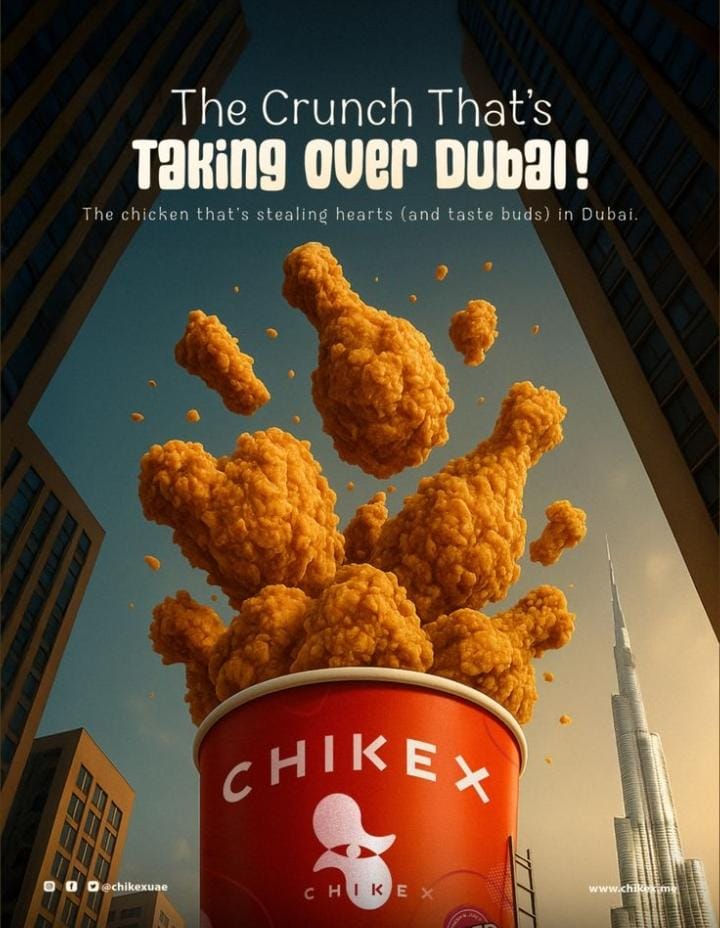 The Crunch That's
Taking Over Dubai!
The chicken that's stealing hearts (and taste buds) in Dubai.
CHIKEX
CHIKEX
@chikexuae
www.chikex.me